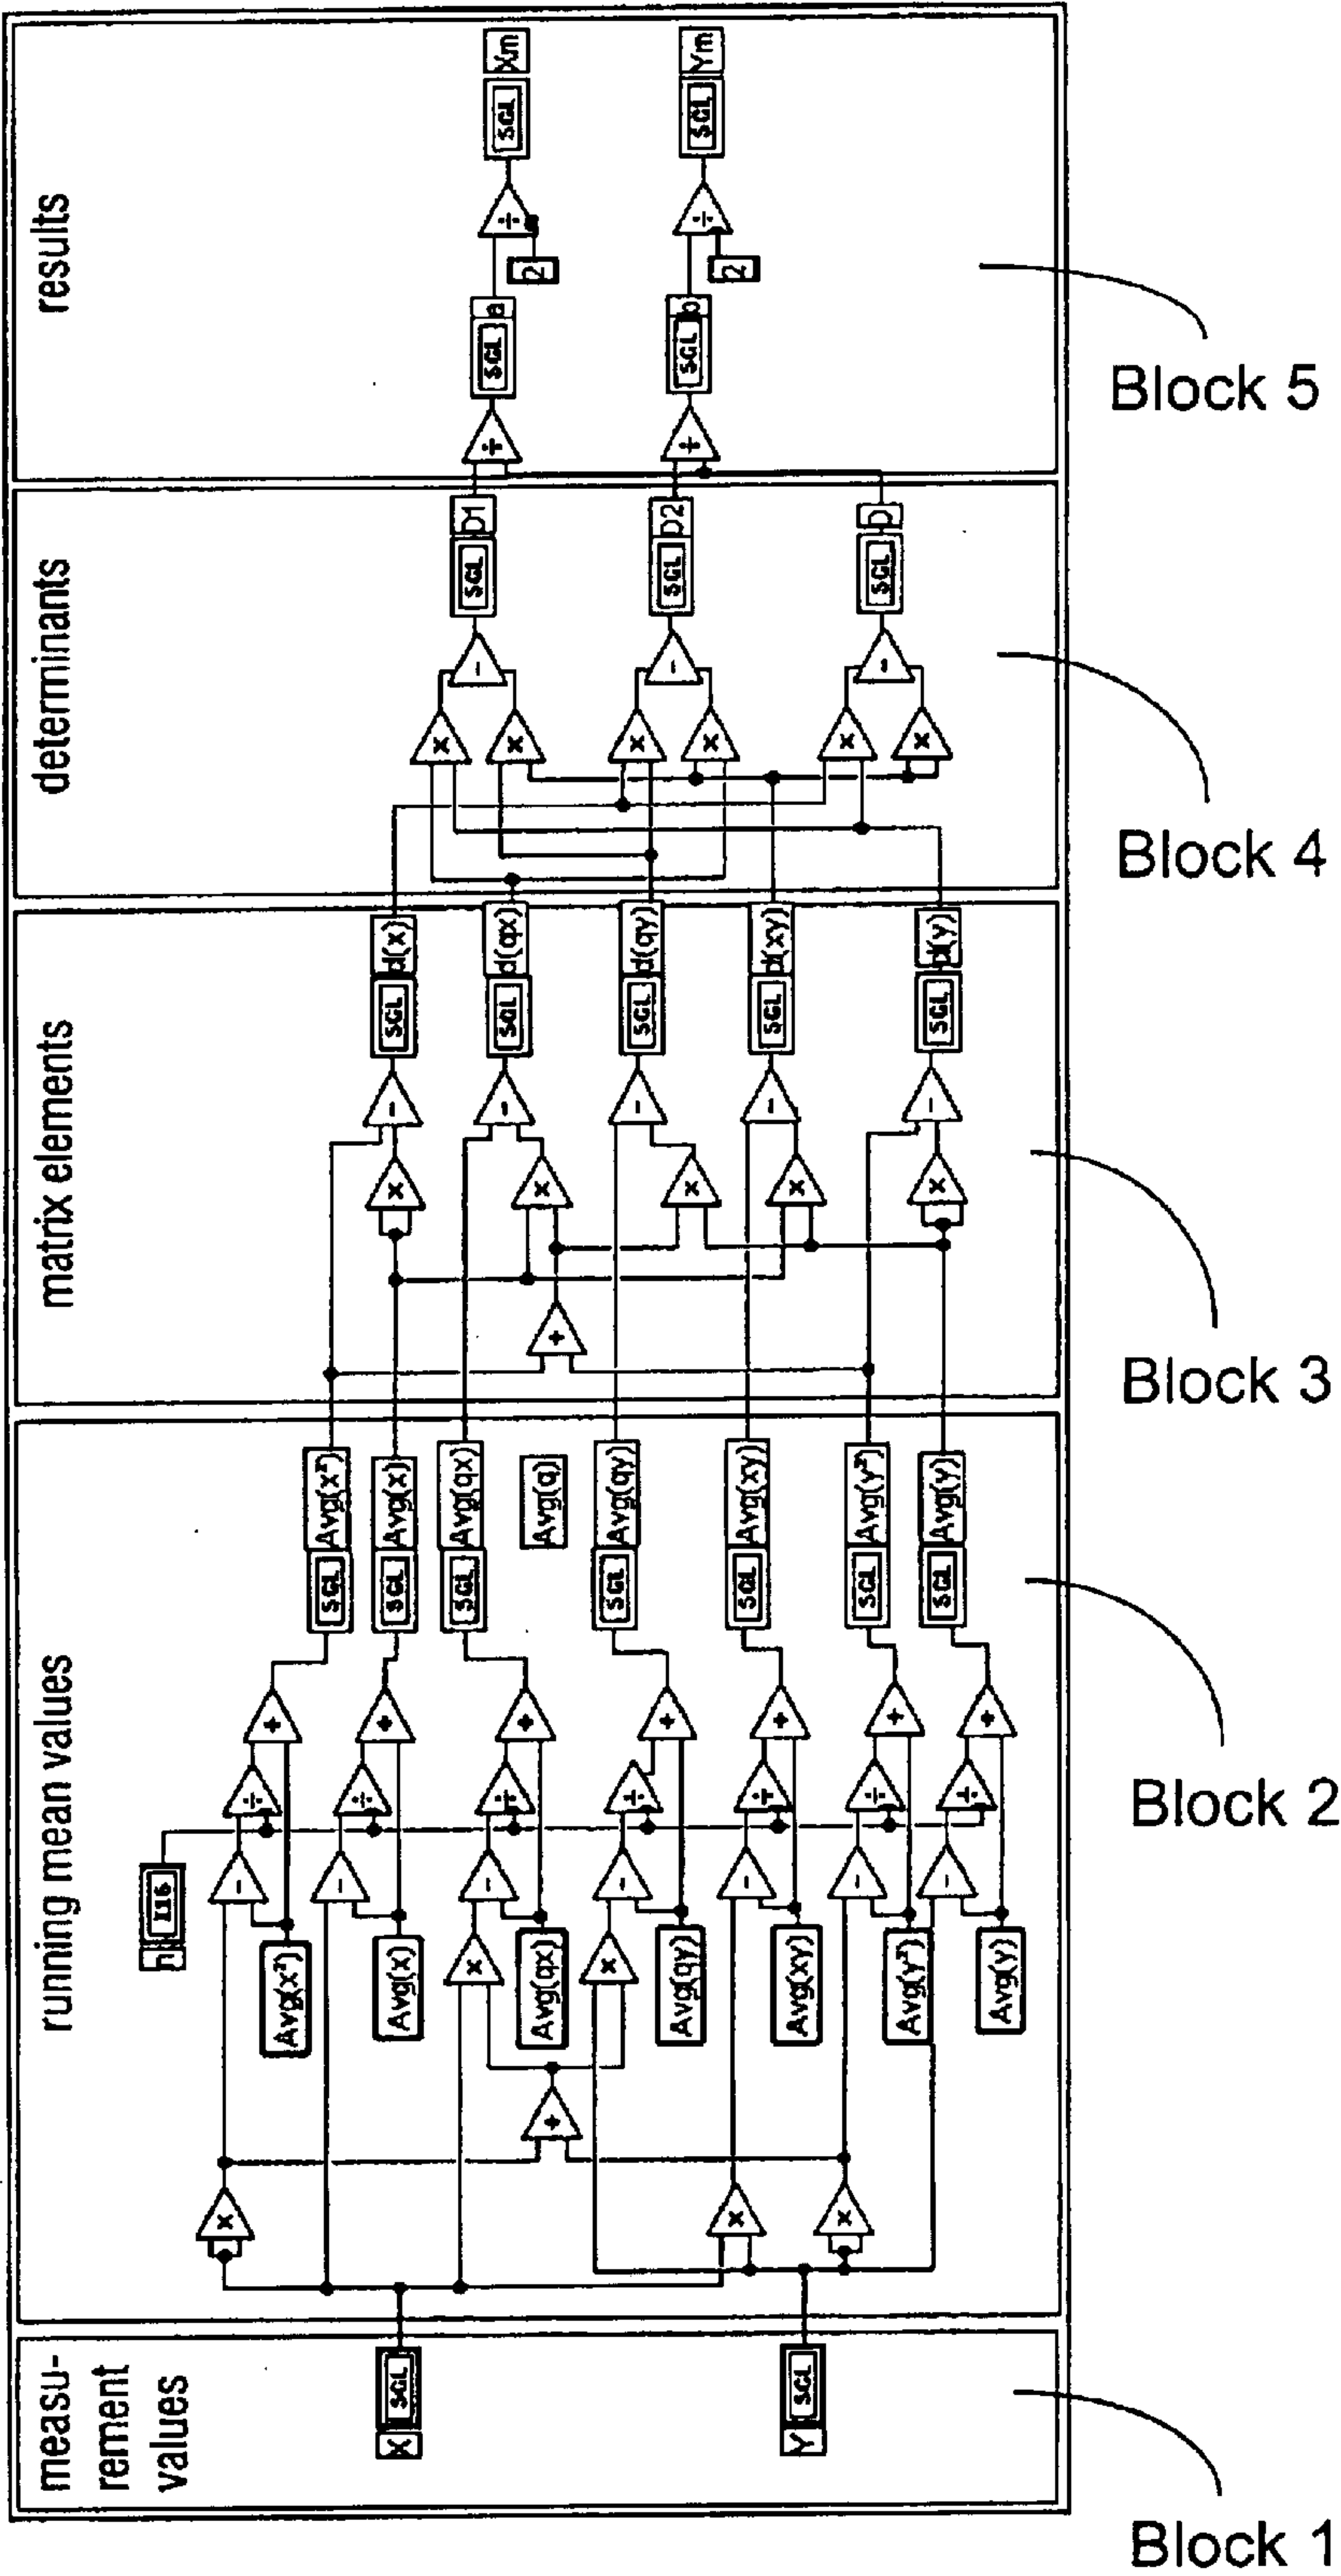 measu-
rement
values
X
SGL
Y
SGL
Block 1
running mean values
n
I16
Avg(x²)
Avg(x)
Avg(qx)
Avg(qy)
Avg(xy)
Avg(y²)
Avg(y)
SGL
Avg(x²)
SGL
Avg(x)
SGL
Avg(qx)
Avg(q)
SGL
Avg(qy)
SGL
Avg(xy)
SGL
Avg(y²)
SGL
Avg(y)
Block 2
matrix elements
SGL
d(x)
SGL
d(qx)
SGL
d(qy)
SGL
d(xy)
SGL
d(y)
Block 3
determinants
SGL
D1
SGL
D2
SGL
D
Block 4
results
SGL
a
2
SGL
Xm
SGL
b
2
SGL
Ym
Block 5